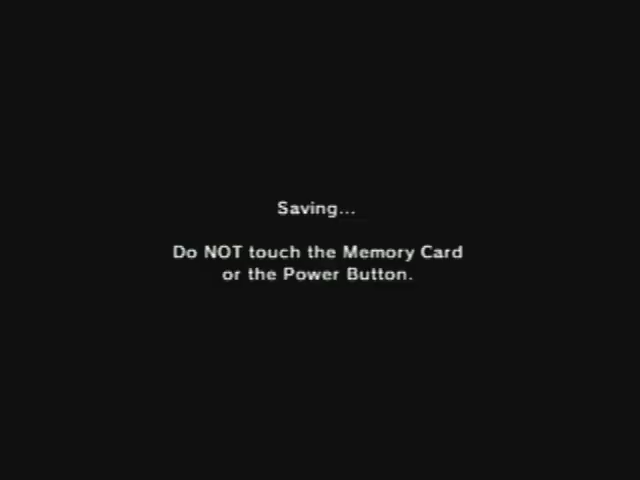 Saving...
Do NOT touch the Memory Card
or the Power Button.